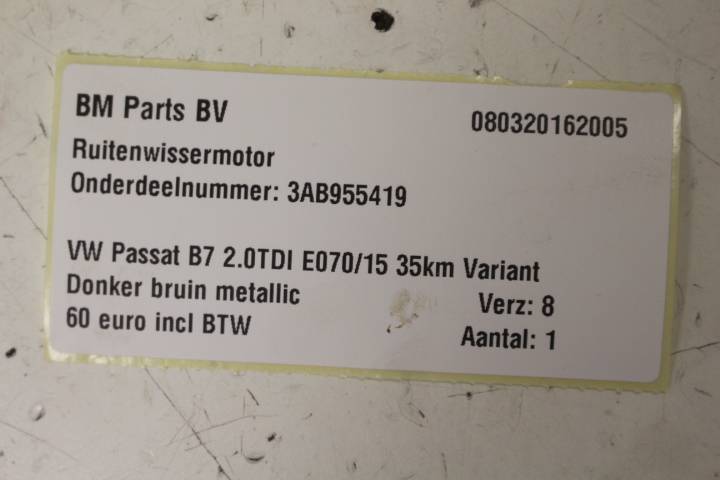 BM Parts BV 080320162005
Ruitenwissermotor
Onderdeelnummer: 3AB955419
VW Passat B7 2.0TDI E070/15 35km Variant
Donker bruin metallic Verz: 8
60 euro incl BTW Aantal: 1